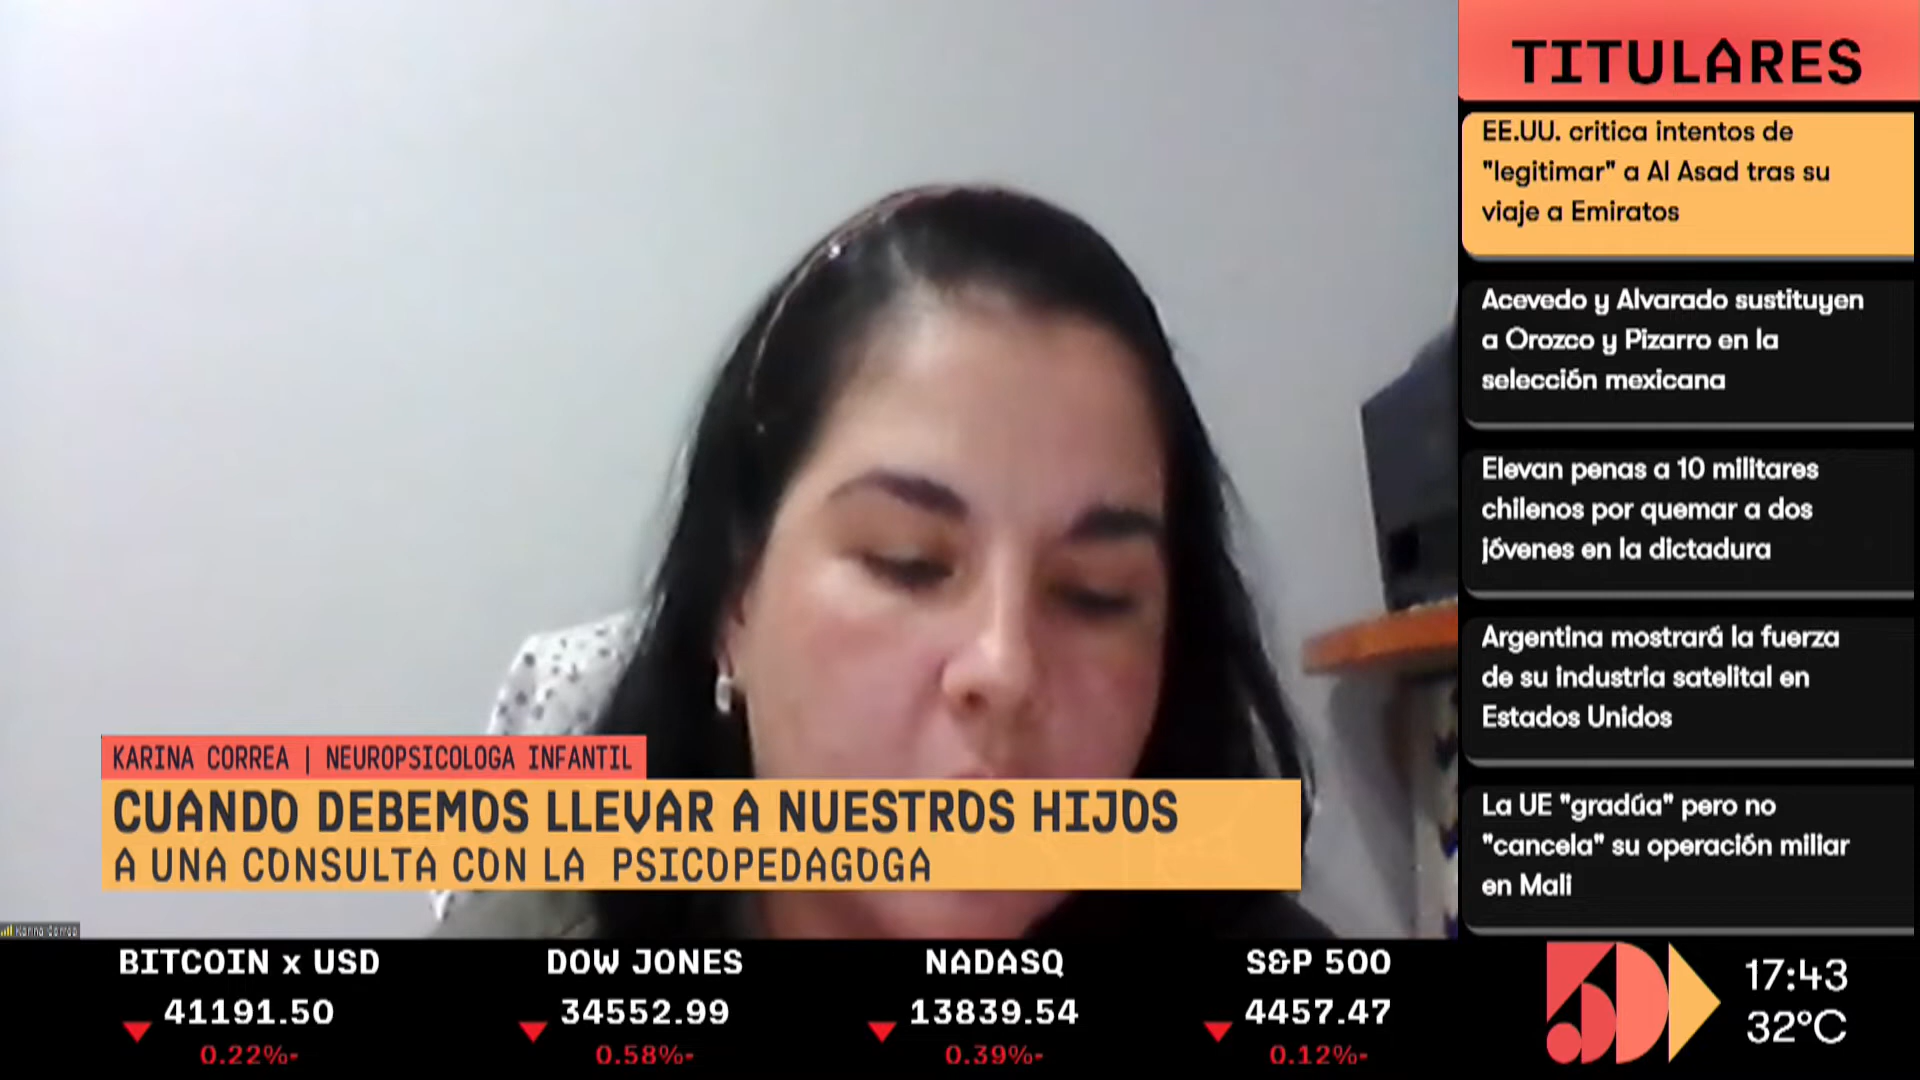 TITULARES
EE.UU. critica intentos de
"legitimar" a Al Asad tras su
viaje a Emiratos
Acevedo y Alvarado sustituyen
a Orozco y Pizarro en la
selección mexicana
Elevan penas a 10 militares
chilenos por quemar a dos
jóvenes en la dictadura
Argentina mostrará la fuerza
de su industria satelital en
Estados Unidos
La UE "gradúa" pero no
"cancela" su operación miliar
en Mali
KARINA CORREA | NEUROPSICOLOGA INFANTIL
CUANDO DEBEMOS LLEVAR A NUESTROS HIJOS
A UNA CONSULTA CON LA PSICOPEDAGOGA
Karina Correa
BITCOIN x USD
41191.50
0.22%-
DOW JONES
34552.99
0.58%-
NADASQ
13839.54
0.39%-
S&P 500
4457.47
0.12%-
5D
17:43
32°C